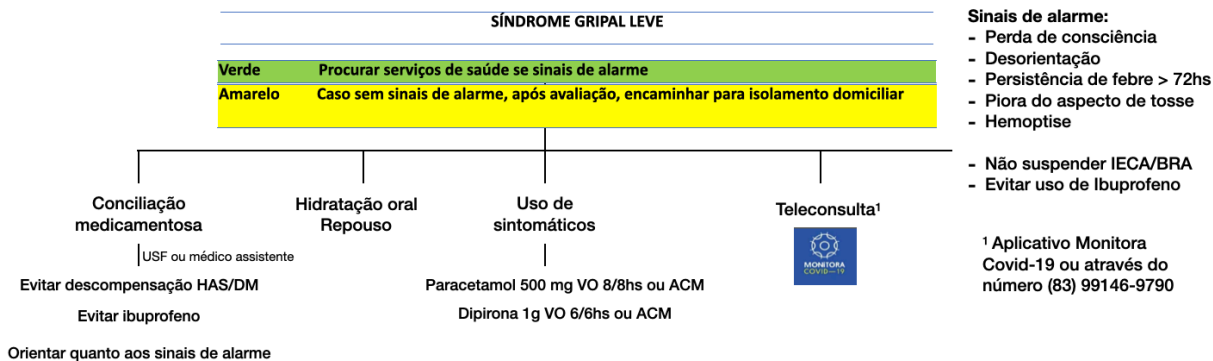 SÍNDROME GRIPAL LEVE
Verde Procurar serviços de saúde se sinais de alarme
Amarelo Caso sem sinais de alarme, após avaliação, encaminhar para isolamento domiciliar
Conciliação
medicamentosa
USF ou médico assistente
Evitar descompensação HAS/DM
Evitar ibuprofeno
Orientar quanto aos sinais de alarme
Hidratação oral
Repouso
Uso de
sintomáticos
Paracetamol 500 mg VO 8/8hs ou ACM
Dipirona 1g VO 6/6hs ou ACM
Teleconsulta¹
MONITORA
COVID—19
Sinais de alarme:
- Perda de consciência
- Desorientação
- Persistência de febre > 72hs
- Piora do aspecto de tosse
- Hemoptise
- Não suspender IECA/BRA
- Evitar uso de Ibuprofeno
¹ Aplicativo Monitora
Covid-19 ou através do
número (83) 99146-9790